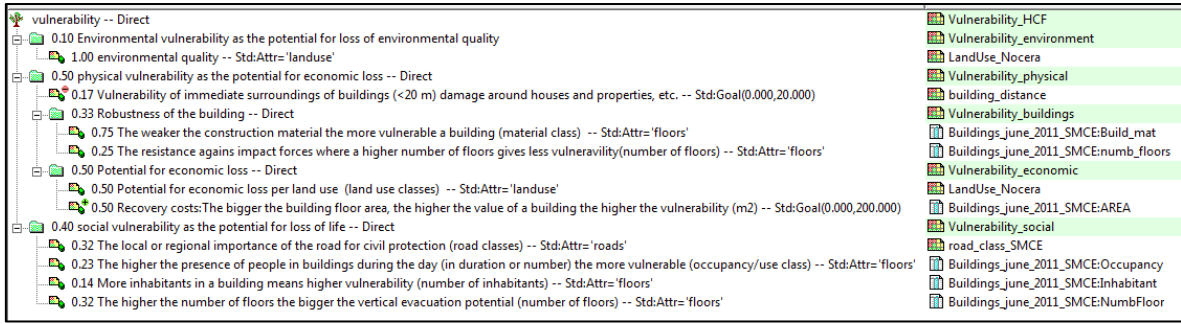 vulnerability -- Direct Vulnerability_HCF
0.10 Environmental vulnerability as the potential for loss of environmental quality Vulnerability_environment
1.00 environmental quality -- Std:Attr='landuse' LandUse_Nocera
0.50 physical vulnerability as the potential for economic loss -- Direct Vulnerability_physical
0.17 Vulnerability of immediate surroundings of buildings (<20 m) damage around houses and properties, etc. -- Std:Goal(0.000,20.000) building_distance
0.33 Robustness of the building -- Direct Vulnerability_buildings
0.75 The weaker the construction material the more vulnerable a building (material class) -- Std:Attr='floors' Buildings_june_2011_SMCE:Build_mat
0.25 The resistance agains impact forces where a higher number of floors gives less vulneravility(number of floors) -- Std:Attr='floors' Buildings_june_2011_SMCE:numb_floors
0.50 Potential for economic loss -- Direct Vulnerability_economic
0.50 Potential for economic loss per land use (land use classes) -- Std:Attr='landuse' LandUse_Nocera
0.50 Recovery costs:The bigger the building floor area, the higher the value of a building the higher the vulnerability (m2) -- Std:Goal(0.000,200.000) Buildings_june_2011_SMCE:AREA
0.40 social vulnerability as the potential for loss of life -- Direct Vulnerability_social
0.32 The local or regional importance of the road for civil protection (road classes) -- Std:Attr='roads' road_class_SMCE
0.23 The higher the presence of people in buildings during the day (in duration or number) the more vulnerable (occupancy/use class) -- Std:Attr='floors' Buildings_june_2011_SMCE:Occupancy
0.14 More inhabitants in a building means higher vulnerability (number of inhabitants) -- Std:Attr='floors' Buildings_june_2011_SMCE:Inhabitant
0.32 The higher the number of floors the bigger the vertical evacuation potential (number of floors) -- Std:Attr='floors' Buildings_june_2011_SMCE:NumbFloor